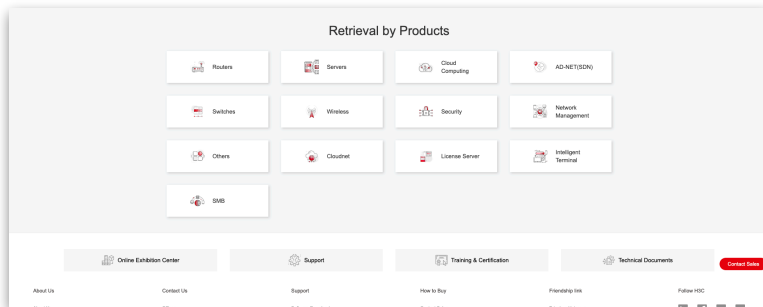 Retrieval by Products
Routers
Servers
Cloud
Computing
AD-NET(SDN)
Switches
Wireless
Security
Network
Management
Others
Cloudnet
License Server
Intelligent
Terminal
SMB
Online Exhibition Center
Support
Training & Certification
Technical Documents
Contact Sales
About Us
Contact Us
Support
How to Buy
Friendship link
Follow H3C